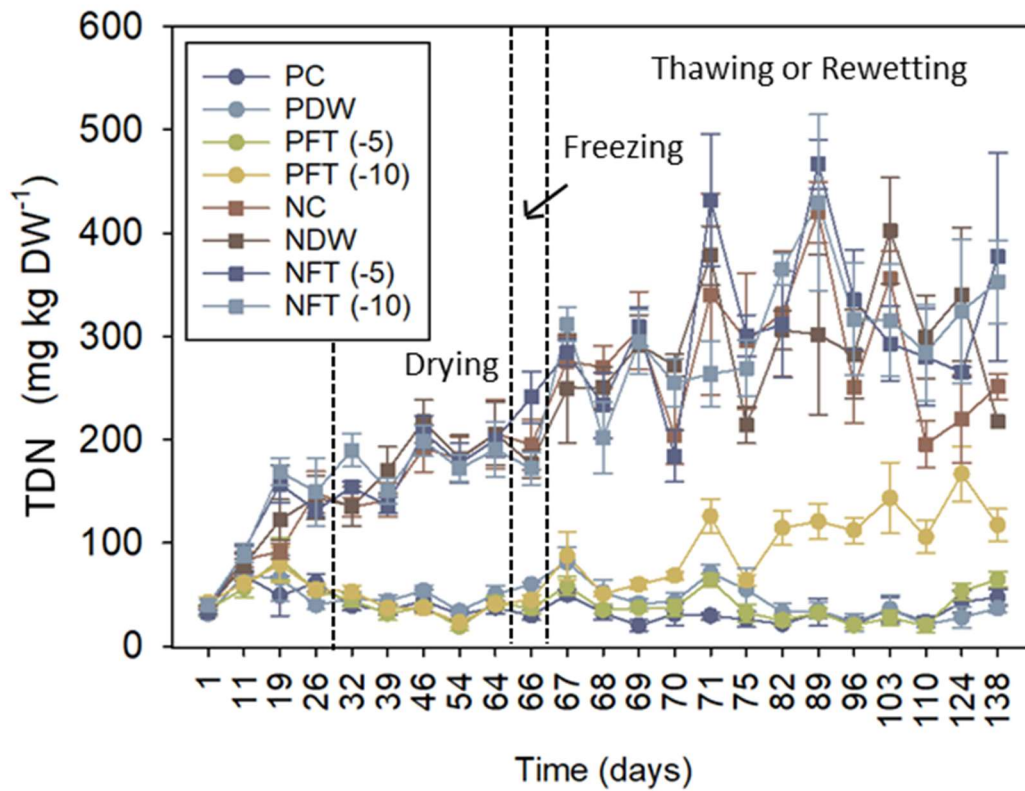 600
500
400
300
200
100
0
TDN (mg kg DW⁻¹)
PC
PDW
PFT (-5)
PFT (-10)
NC
NDW
NFT (-5)
NFT (-10)
Thawing or Rewetting
Freezing
Drying
1 11 19 26 32 39 46 54 64 66 67 68 69 70 71 75 82 89 96 103 110 124 138
Time (days)